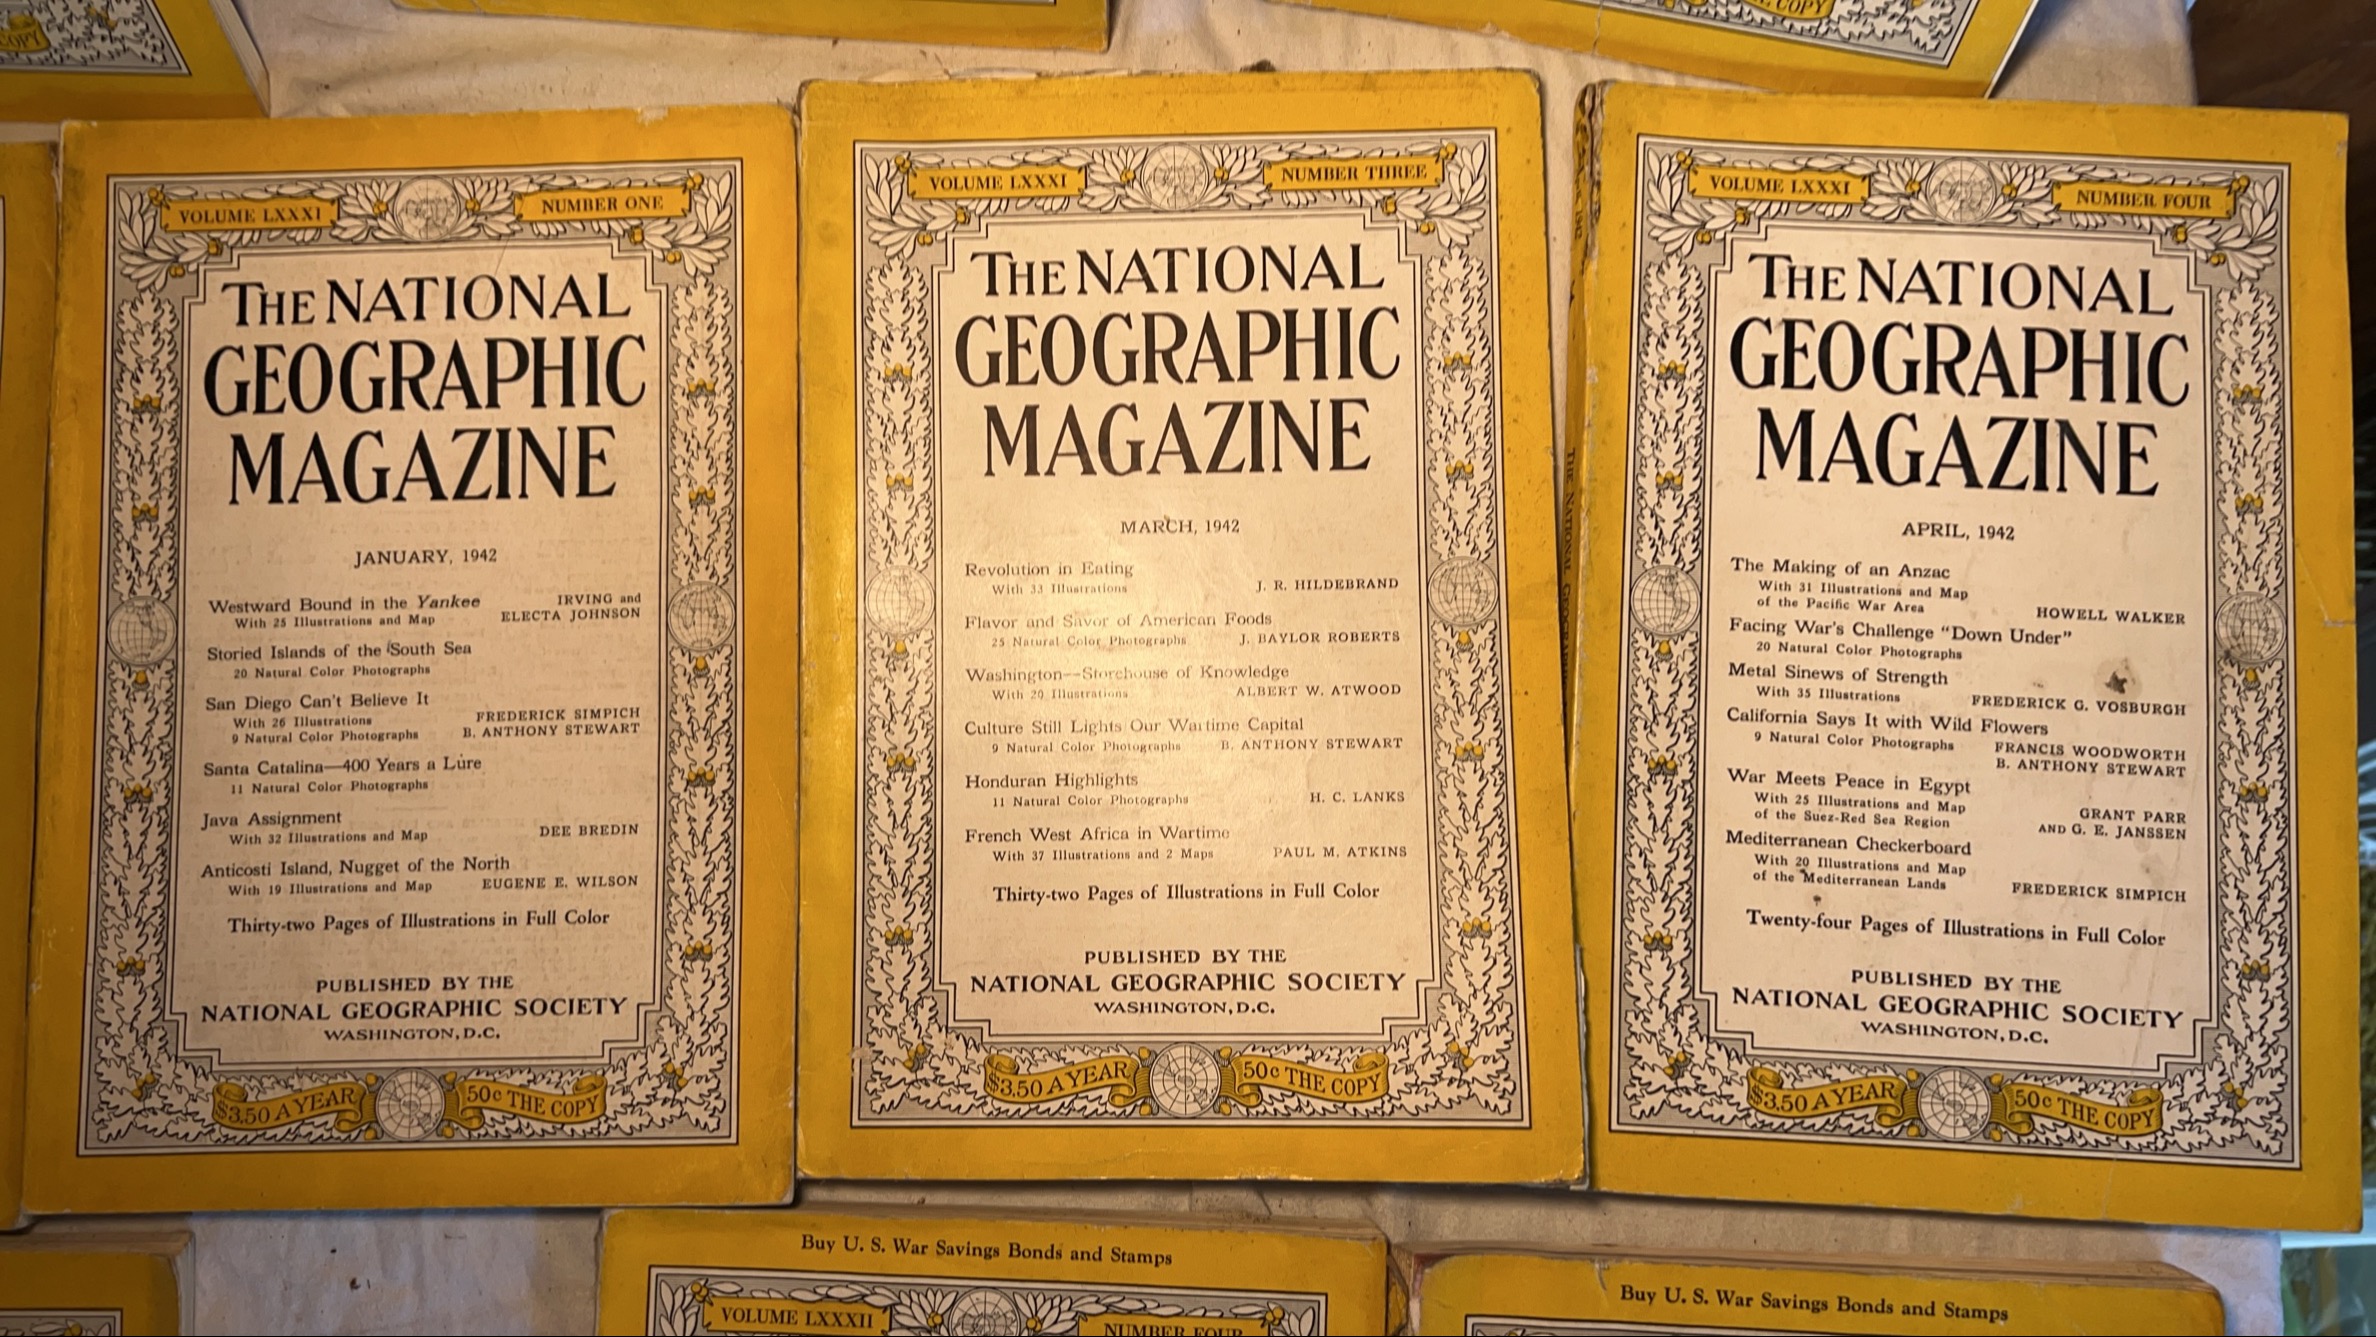 COPY
COPY
VOLUME LXXXI
NUMBER ONE
THE NATIONAL
GEOGRAPHIC
MAGAZINE
JANUARY, 1942
Westward Bound in the Yankee
With 25 Illustrations and Map
IRVING and
ELECTA JOHNSON
Storied Islands of the South Sea
20 Natural Color Photographs
San Diego Can't Believe It
With 26 Illustrations
9 Natural Color Photographs
FREDERICK SIMPICH
B. ANTHONY STEWART
Santa Catalina—400 Years a Lure
11 Natural Color Photographs
Java Assignment
With 32 Illustrations and Map
DEE BREDIN
Anticosti Island, Nugget of the North
With 19 Illustrations and Map
EUGENE E. WILSON
Thirty-two Pages of Illustrations in Full Color
PUBLISHED BY THE
NATIONAL GEOGRAPHIC SOCIETY
WASHINGTON, D.C.
$3.50 A YEAR
50c THE COPY
VOLUME LXXXI
NUMBER THREE
THE NATIONAL
GEOGRAPHIC
MAGAZINE
MARCH, 1942
Revolution in Eating
With 33 Illustrations
J. R. HILDEBRAND
Flavor and Savor of American Foods
25 Natural Color Photographs
J. BAYLOR ROBERTS
Washington—Storehouse of Knowledge
With 20 Illustrations
ALBERT W. ATWOOD
Culture Still Lights Our Wartime Capital
9 Natural Color Photographs
B. ANTHONY STEWART
Honduran Highlights
11 Natural Color Photographs
H. C. LANKS
French West Africa in Wartime
With 37 Illustrations and 2 Maps
PAUL M. ATKINS
Thirty-two Pages of Illustrations in Full Color
PUBLISHED BY THE
NATIONAL GEOGRAPHIC SOCIETY
WASHINGTON, D.C.
$3.50 A YEAR
50c THE COPY
THE NATIONAL
VOLUME LXXXI
NUMBER FOUR
THE NATIONAL
GEOGRAPHIC
MAGAZINE
APRIL, 1942
The Making of an Anzac
With 31 Illustrations and Map
of the Pacific War Area
HOWELL WALKER
Facing War's Challenge "Down Under"
20 Natural Color Photographs
Metal Sinews of Strength
With 35 Illustrations
FREDERICK G. VOSBURGH
California Says It with Wild Flowers
9 Natural Color Photographs
FRANCIS WOODWORTH
B. ANTHONY STEWART
War Meets Peace in Egypt
With 25 Illustrations and Map
of the Suez-Red Sea Region
GRANT PARR
AND G. E. JANSSEN
Mediterranean Checkerboard
With 20 Illustrations and Map
of the Mediterranean Lands
FREDERICK SIMPICH
Twenty-four Pages of Illustrations in Full Color
PUBLISHED BY THE
NATIONAL GEOGRAPHIC SOCIETY
WASHINGTON, D.C.
$3.50 A YEAR
50c THE COPY
Buy U. S. War Savings Bonds and Stamps
VOLUME LXXXII
NUMBER FOUR
Buy U. S. War Savings Bonds and Stamps